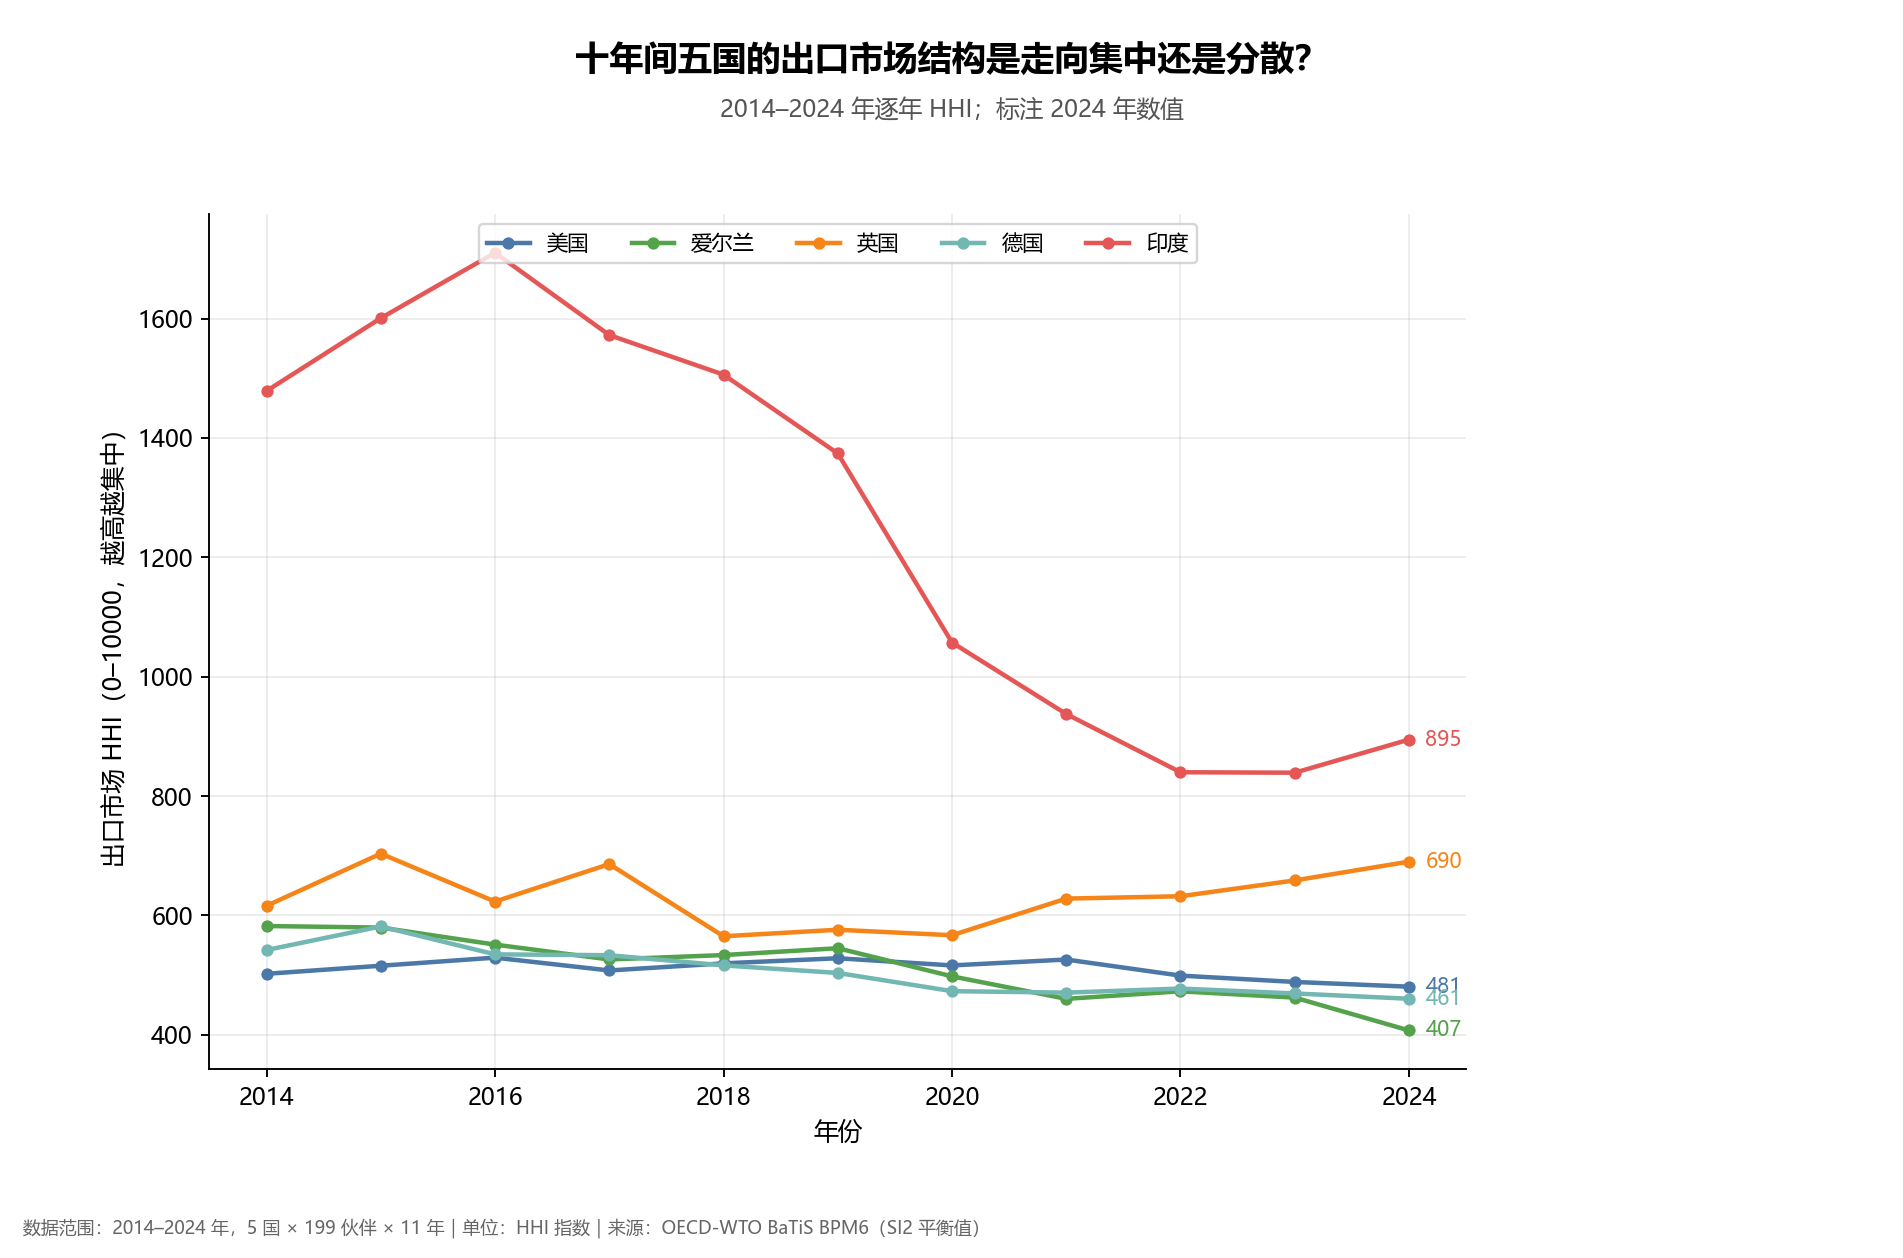 十年间五国的出口市场结构是走向集中还是分散?
2014–2024 年逐年 HHI；标注 2024 年数值
美国 爱尔兰 英国 德国 印度
出口市场 HHI（0–10000，越高越集中）
1600
1400
1200
1000
800
600
400
895
690
481
461
407
2014 2016 2018 2020 2022 2024
年份
数据范围：2014–2024 年，5 国 × 199 伙伴 × 11 年 | 单位：HHI 指数 | 来源：OECD-WTO BaTiS BPM6（SI2 平衡值）